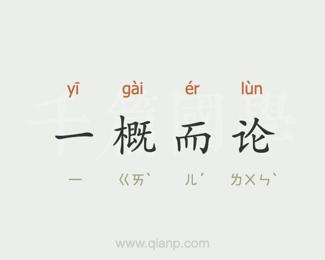 yī gài ér lùn
一概而论
ㄧ ㄍㄞˋ ㄦˊ ㄌㄨㄣˋ
www.qianp.com